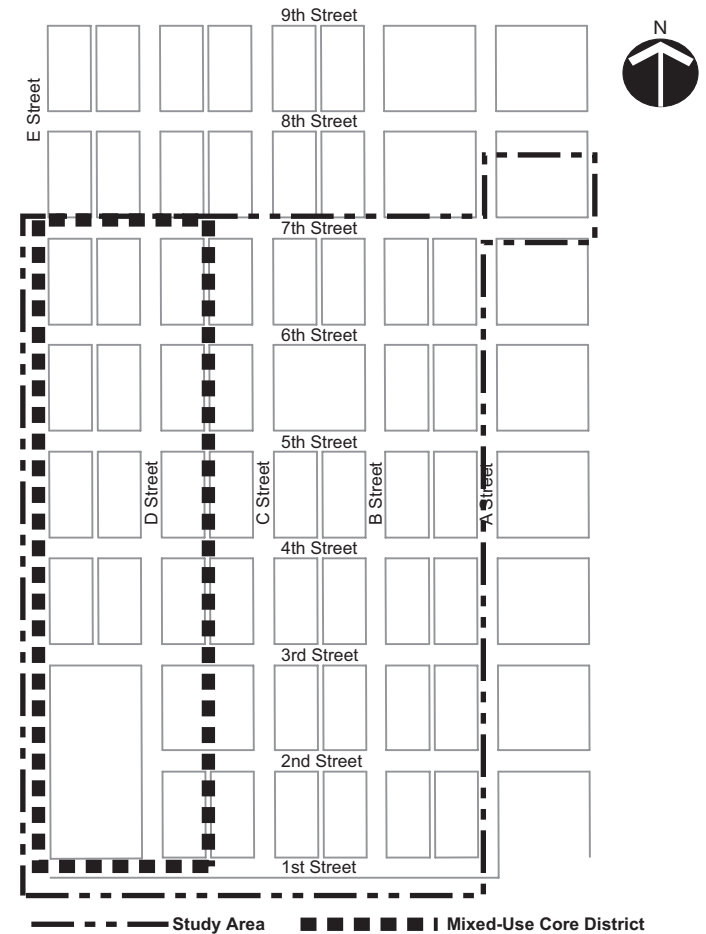 9th Street
N
E Street
8th Street
7th Street
6th Street
5th Street
D Street
C Street
B Street
A Street
4th Street
3rd Street
2nd Street
1st Street
Study Area
Mixed-Use Core District